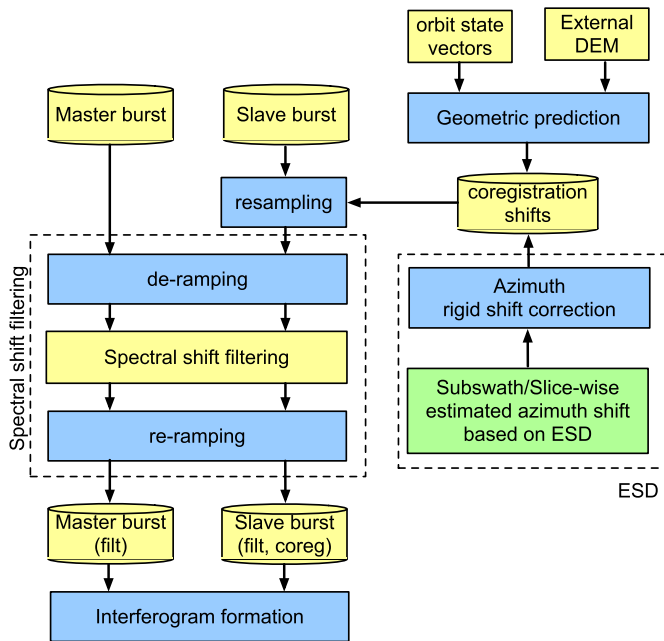 orbit state
vectors
External
DEM
Master burst
Slave burst
Geometric prediction
resampling
coregistration
shifts
Spectral shift filtering
de-ramping
Azimuth
rigid shift correction
Spectral shift filtering
Subswath/Slice-wise
estimated azimuth shift
based on ESD
re-ramping
ESD
Master burst
(filt)
Slave burst
(filt, coreg)
Interferogram formation